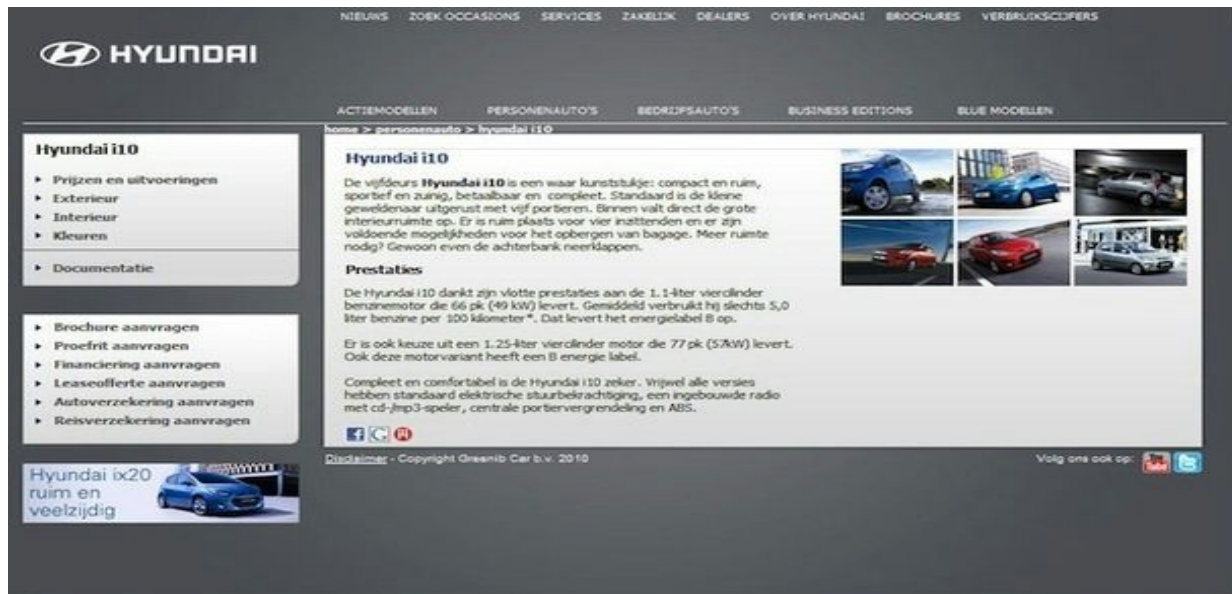 NIEUWS ZOEK OCCASIONS SERVICES ZAKELIJK DEALERS OVER HYUNDAI BROCHURES VERBRUIKSCIJFERS
HYUNDAI
ACTIEMODELLEN PERSONENAUTO'S BEDRIJFSAUTO'S BUSINESS EDITIONS BLUE MODELLEN
home > personenauto > hyundai i10
Hyundai i10
Prijzen en uitvoeringen
Exterieur
Interieur
Kleuren
Documentatie
Brochure aanvragen
Proefrit aanvragen
Financiering aanvragen
Leaseofferte aanvragen
Autoverzekering aanvragen
Reisverzekering aanvragen
Hyundai ix20
ruim en
veelzijdig
Hyundai i10
De vijfdeurs Hyundai i10 is een waar kunststukje: compact en ruim,
sportief en zuinig, betaalbaar en compleet. Standaard is de kleine
geweldenaar uitgerust met vijf portieren. Binnen valt direct de grote
interieurruimte op. Er is ruim plaats voor vier inzittenden en er zijn
voldoende mogelijkheden voor het opbergen van bagage. Meer ruimte
nodig? Gewoon even de achterbank neerklappen.
Prestaties
De Hyundai i10 dankt zijn vlotte prestaties aan de 1.1-liter viercilinder
benzinemotor die 66 pk (49 kW) levert. Gemiddeld verbruikt hij slechts 5,0
liter benzine per 100 kilometer*. Dat levert het energielabel B op.
Er is ook keuze uit een 1.25-liter viercilinder motor die 77 pk (57kW) levert.
Ook deze motorvariant heeft een B energie label.
Compleet en comfortabel is de Hyundai i10 zeker. Vrijwel alle versies
hebben standaard elektrische stuurbekrachtiging, een ingebouwde radio
met cd-/mp3-speler, centrale portiervergrendeling en ABS.
Disclaimer - Copyright Greenib Car b.v. 2010
Volg ons ook op:
You Tube